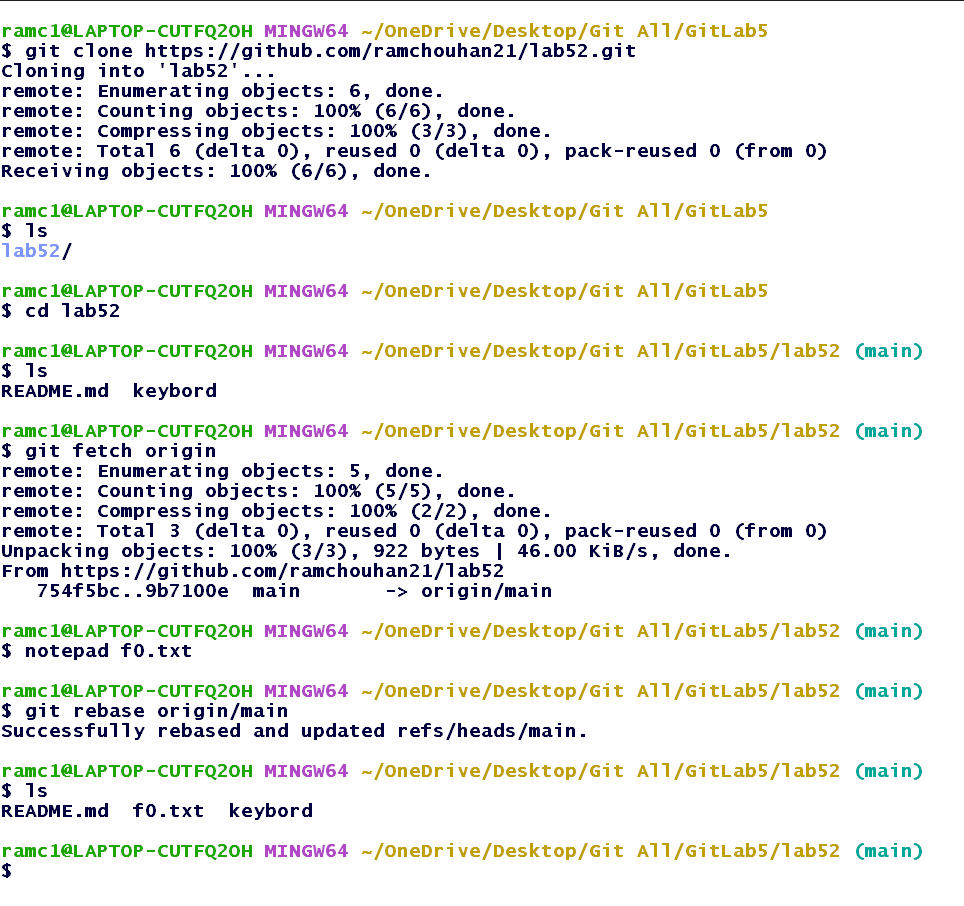 ramc1@LAPTOP-CUTFQ2OH MINGW64 ~/OneDrive/Desktop/Git All/GitLab5
$ git clone https://github.com/ramchouhan21/lab52.git
Cloning into 'lab52'...
remote: Enumerating objects: 6, done.
remote: Counting objects: 100% (6/6), done.
remote: Compressing objects: 100% (3/3), done.
remote: Total 6 (delta 0), reused 0 (delta 0), pack-reused 0 (from 0)
Receiving objects: 100% (6/6), done.
ramc1@LAPTOP-CUTFQ2OH MINGW64 ~/OneDrive/Desktop/Git All/GitLab5
$ ls
lab52/
ramc1@LAPTOP-CUTFQ2OH MINGW64 ~/OneDrive/Desktop/Git All/GitLab5
$ cd lab52
ramc1@LAPTOP-CUTFQ2OH MINGW64 ~/OneDrive/Desktop/Git All/GitLab5/lab52 (main)
$ ls
README.md  keybord
ramc1@LAPTOP-CUTFQ2OH MINGW64 ~/OneDrive/Desktop/Git All/GitLab5/lab52 (main)
$ git fetch origin
remote: Enumerating objects: 5, done.
remote: Counting objects: 100% (5/5), done.
remote: Compressing objects: 100% (2/2), done.
remote: Total 3 (delta 0), reused 0 (delta 0), pack-reused 0 (from 0)
Unpacking objects: 100% (3/3), 922 bytes | 46.00 KiB/s, done.
From https://github.com/ramchouhan21/lab52
   754f5bc..9b7100e  main       -> origin/main
ramc1@LAPTOP-CUTFQ2OH MINGW64 ~/OneDrive/Desktop/Git All/GitLab5/lab52 (main)
$ notepad f0.txt
ramc1@LAPTOP-CUTFQ2OH MINGW64 ~/OneDrive/Desktop/Git All/GitLab5/lab52 (main)
$ git rebase origin/main
Successfully rebased and updated refs/heads/main.
ramc1@LAPTOP-CUTFQ2OH MINGW64 ~/OneDrive/Desktop/Git All/GitLab5/lab52 (main)
$ ls
README.md  f0.txt  keybord
ramc1@LAPTOP-CUTFQ2OH MINGW64 ~/OneDrive/Desktop/Git All/GitLab5/lab52 (main)
$